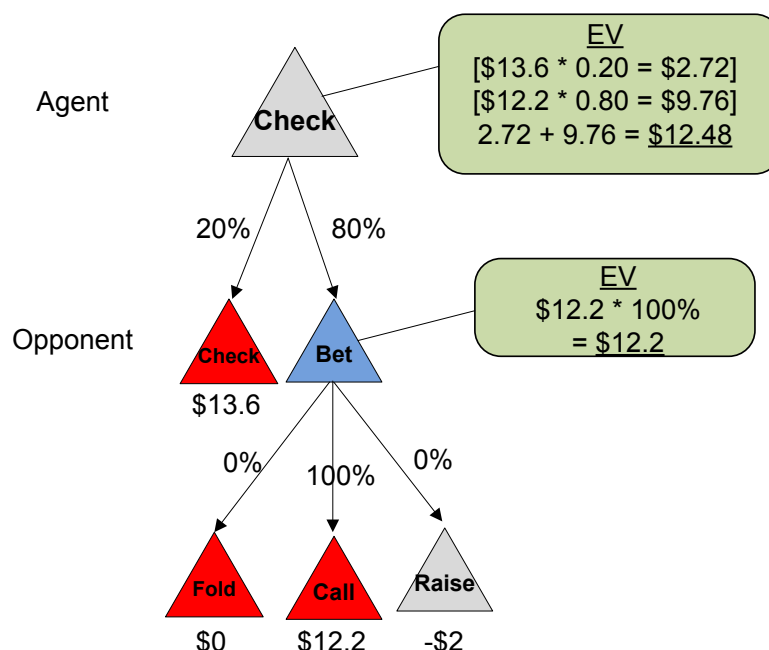 EV
[$13.6 * 0.20 = $2.72]
[$12.2 * 0.80 = $9.76]
2.72 + 9.76 = $12.48
Agent
Check
20%
80%
EV
$12.2 * 100%
= $12.2
Opponent
Check
Bet
$13.6
0%
100%
0%
Fold
Call
Raise
$0
$12.2
-$2